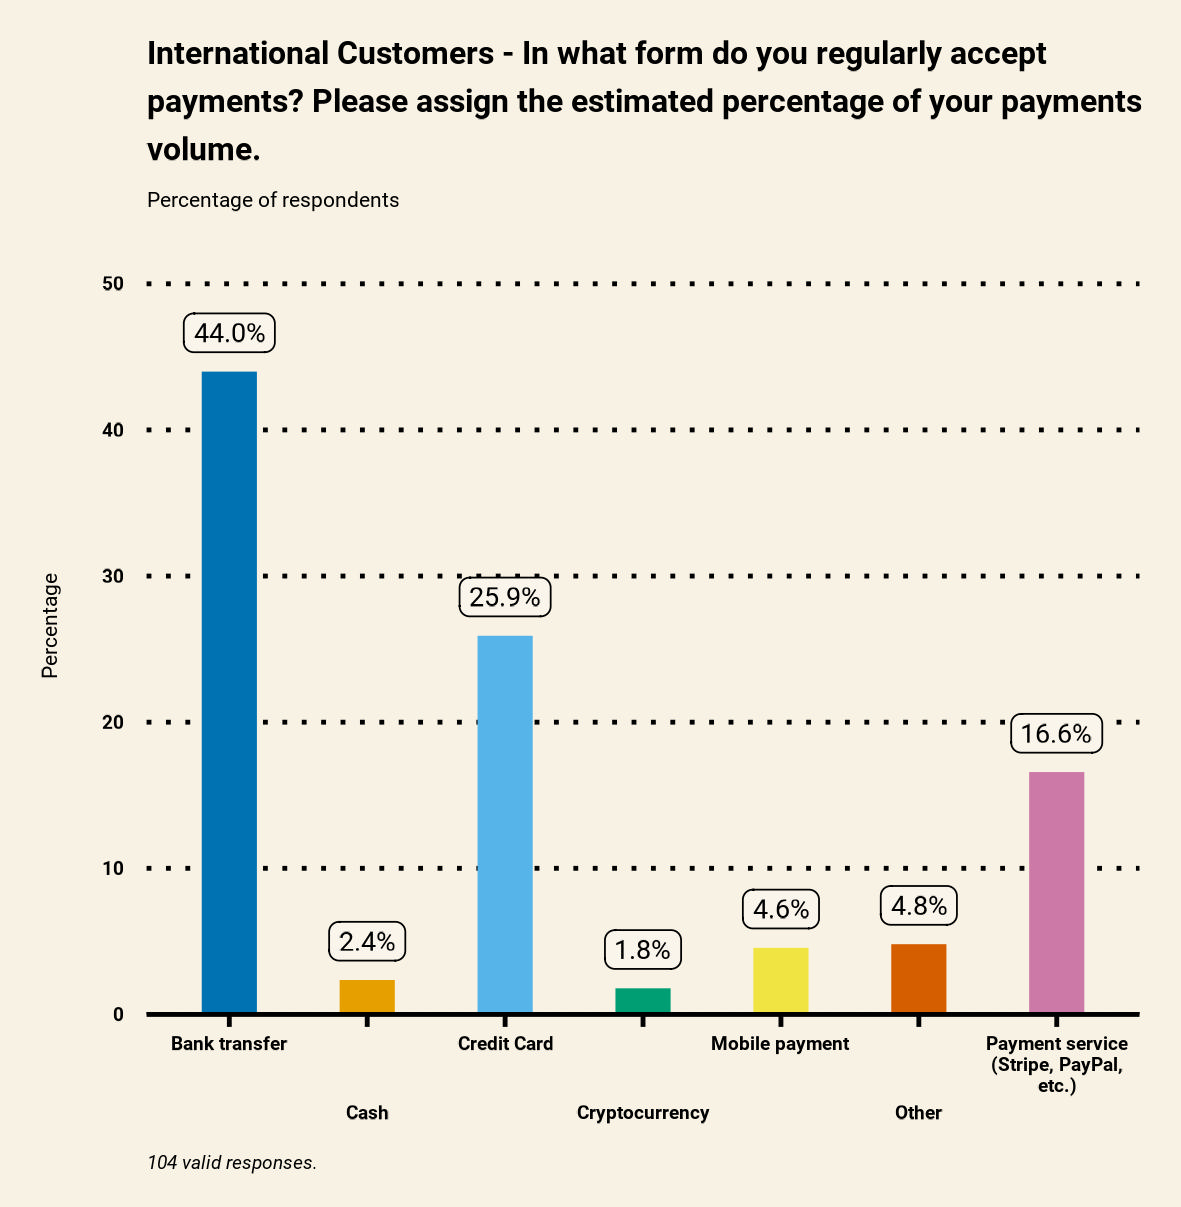 International Customers - In what form do you regularly accept
payments? Please assign the estimated percentage of your payments
volume.
Percentage of respondents
50
44.0%
40
Percentage
30
25.9%
20
16.6%
10
4.6%
4.8%
2.4%
1.8%
0
Bank transfer
Credit Card
Mobile payment
Payment service
(Stripe, PayPal,
etc.)
Cash
Cryptocurrency
Other
104 valid responses.